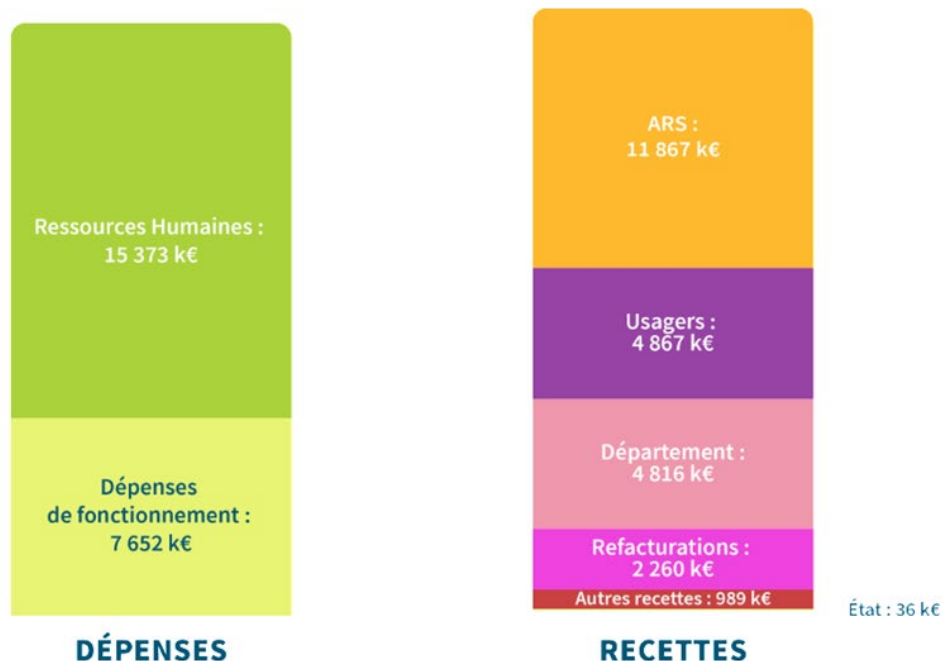 Ressources Humaines :
15 373 k€
Dépenses
de fonctionnement :
7 652 k€
DÉPENSES
ARS :
11 867 k€
Usagers :
4 867 k€
Département :
4 816 k€
Refacturations :
2 260 k€
Autres recettes : 989 k€
État : 36 k€
RECETTES